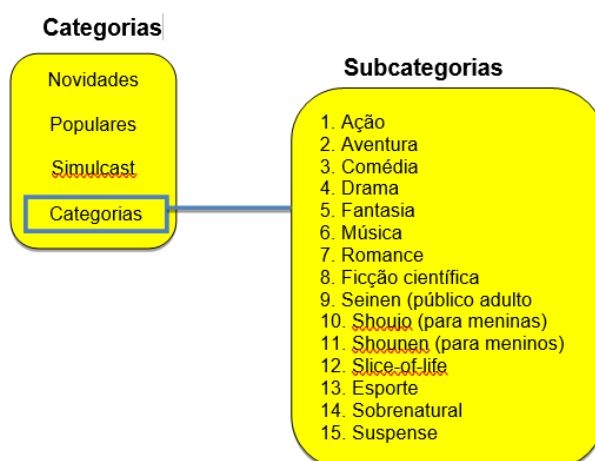 Categorias
Novidades
Populares
Simulcast
Categorias
Subcategorias
1. Ação
2. Aventura
3. Comédia
4. Drama
5. Fantasia
6. Música
7. Romance
8. Ficção científica
9. Seinen (público adulto
10. Shoujo (para meninas)
11. Shounen (para meninos)
12. Slice-of-life
13. Esporte
14. Sobrenatural
15. Suspense